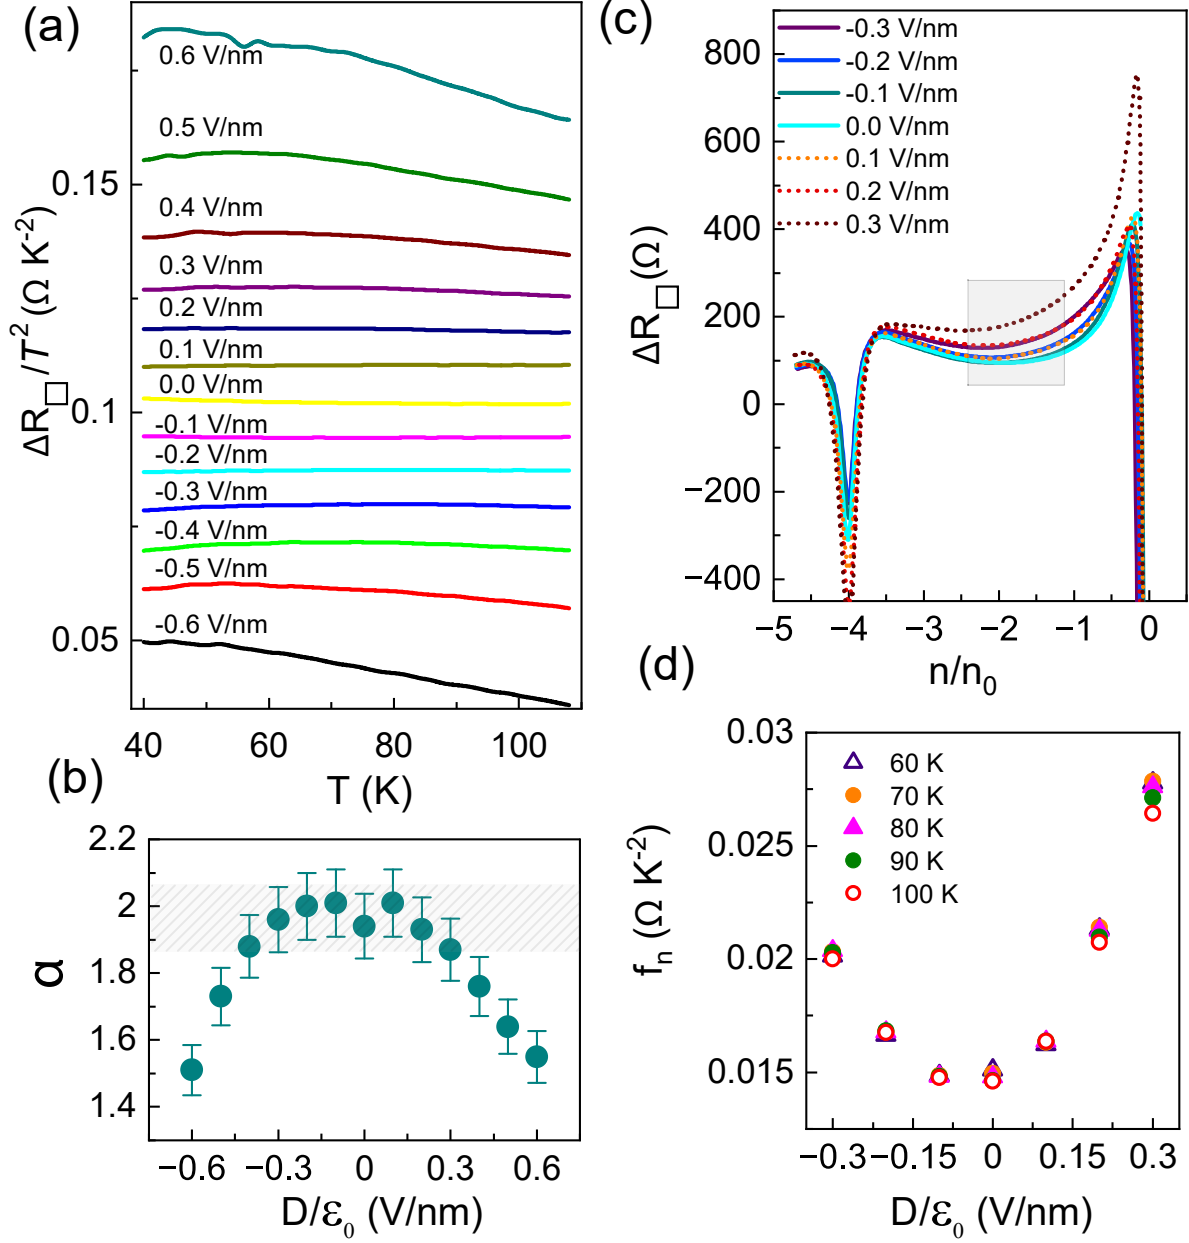 (a)
ΔR□/T² (Ω K⁻²)
0.15
0.1
0.05
0.6 V/nm
0.5 V/nm
0.4 V/nm
0.3 V/nm
0.2 V/nm
0.1 V/nm
0.0 V/nm
-0.1 V/nm
-0.2 V/nm
-0.3 V/nm
-0.4 V/nm
-0.5 V/nm
-0.6 V/nm
40 60 80 100
T (K)
(b)
α
2.2
2
1.8
1.6
1.4
−0.6 −0.3 0 0.3 0.6
D/ε₀ (V/nm)
(c)
ΔR□(Ω)
800
600
400
200
0
−200
−400
-0.3 V/nm
-0.2 V/nm
-0.1 V/nm
0.0 V/nm
0.1 V/nm
0.2 V/nm
0.3 V/nm
−5 −4 −3 −2 −1 0
n/n₀
(d)
fₙ (Ω K⁻²)
0.03
0.025
0.02
0.015
60 K
70 K
80 K
90 K
100 K
−0.3 −0.15 0 0.15 0.3
D/ε₀ (V/nm)